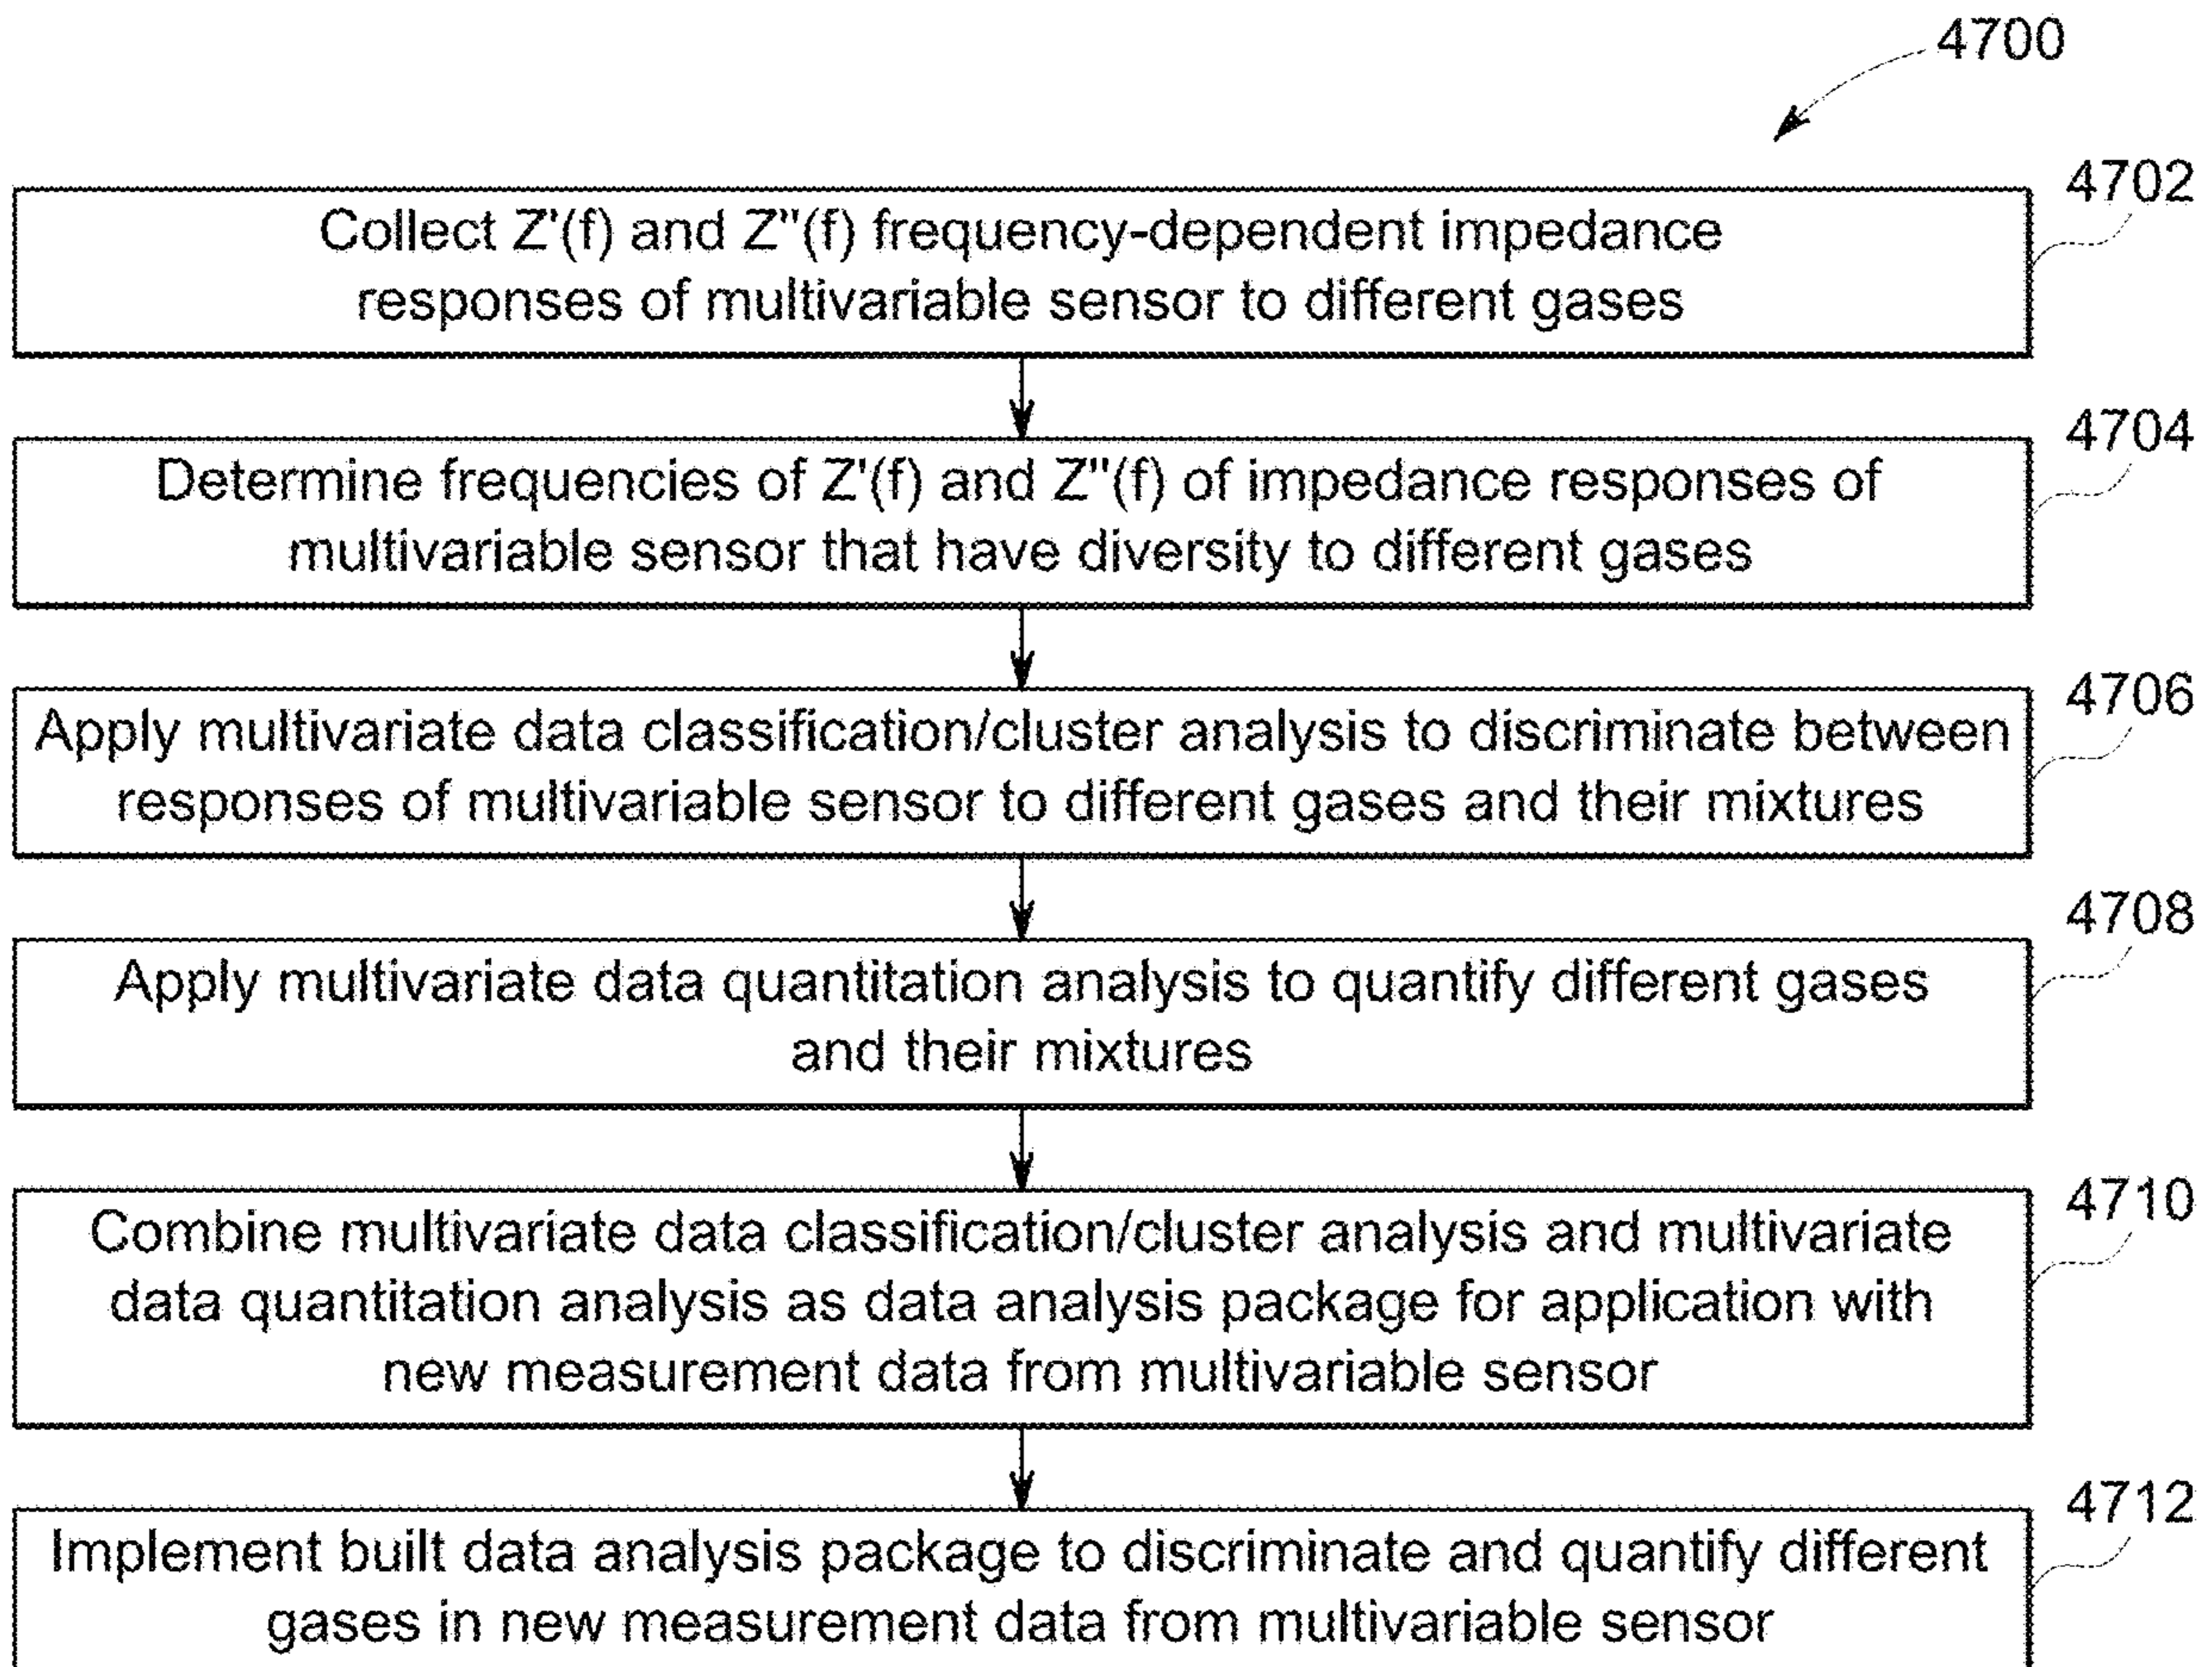 4700
4702
Collect Z'(f) and Z"(f) frequency-dependent impedance
responses of multivariable sensor to different gases
4704
Determine frequencies of Z'(f) and Z"(f) of impedance responses of
multivariable sensor that have diversity to different gases
4706
Apply multivariate data classification/cluster analysis to discriminate between
responses of multivariable sensor to different gases and their mixtures
4708
Apply multivariate data quantitation analysis to quantify different gases
and their mixtures
4710
Combine multivariate data classification/cluster analysis and multivariate
data quantitation analysis as data analysis package for application with
new measurement data from multivariable sensor
4712
Implement built data analysis package to discriminate and quantify different
gases in new measurement data from multivariable sensor